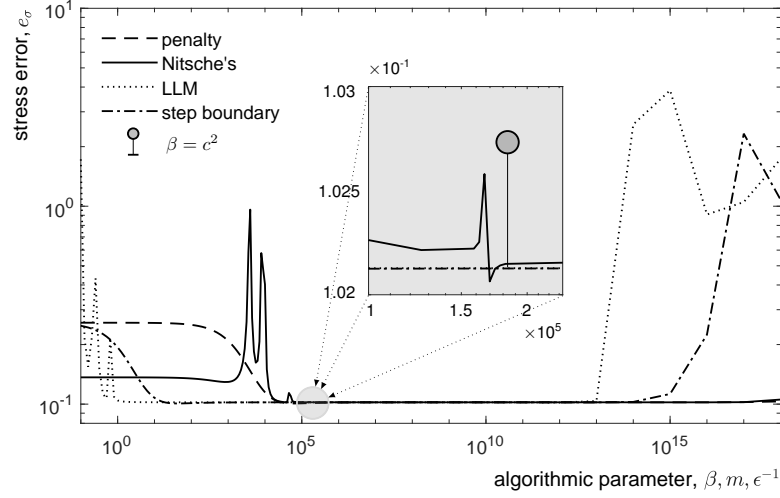 stress error, e_σ
10^1
10^0
10^{-1}
penalty
Nitsche's
LLM
step boundary
β = c^2
×10^{-1}
1.03
1.025
1.02
1
1.5
2
×10^5
10^0
10^5
10^{10}
10^{15}
algorithmic parameter, β, m, ϵ^{-1}